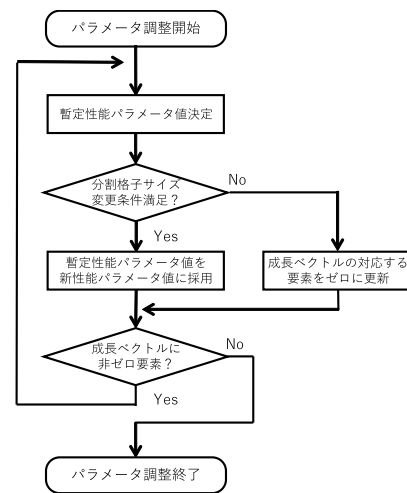 パラメータ調整開始
暫定性能パラメータ値決定
分割格子サイズ
変更条件満足？
No
Yes
暫定性能パラメータ値を
新性能パラメータ値に採用
成長ベクトルの対応する
要素をゼロに更新
成長ベクトルに
非ゼロ要素？
No
Yes
パラメータ調整終了